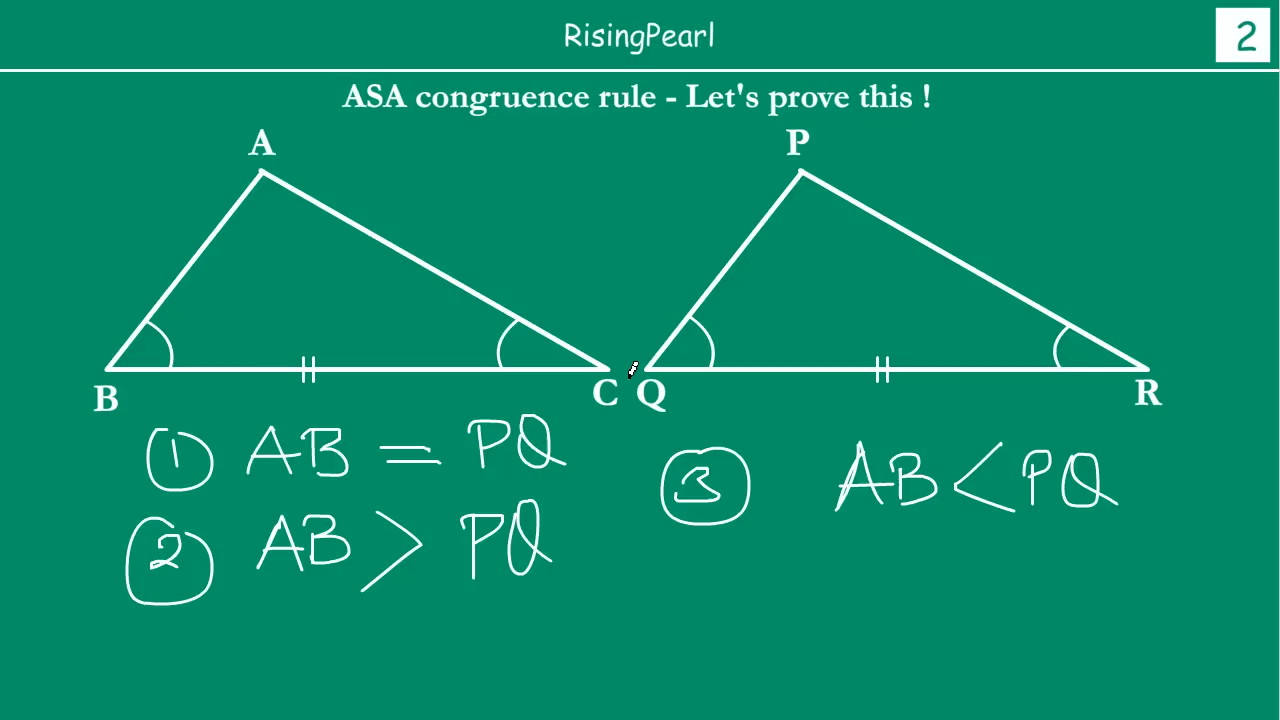 RisingPearl
2
ASA congruence rule - Let's prove this !
A
P
B
C
Q
R
1 AB = PQ
2 AB > PQ
3 AB < PQ